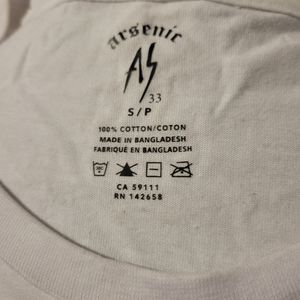 arsenic
AS
33
S/P
100% COTTON/COTON
MADE IN BANGLADESH
FABRIQUÉ EN BANGLADESH
CA 59111
RN 142658